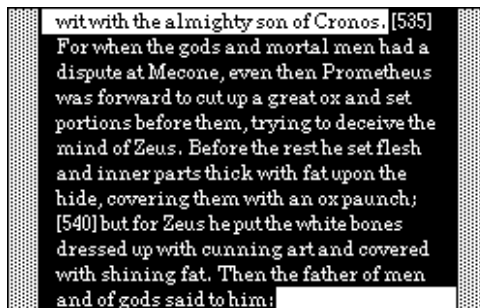 wit with the almighty son of Cronos. [535]
For when the gods and mortal men had a
dispute at Mecone, even then Prometheus
was forward to cut up a great ox and set
portions before them, trying to deceive the
mind of Zeus. Before the rest he set flesh
and inner parts thick with fat upon the
hide, covering them with an ox paunch;
[540] but for Zeus he put the white bones
dressed up with cunning art and covered
with shining fat. Then the father of men
and of gods said to him: